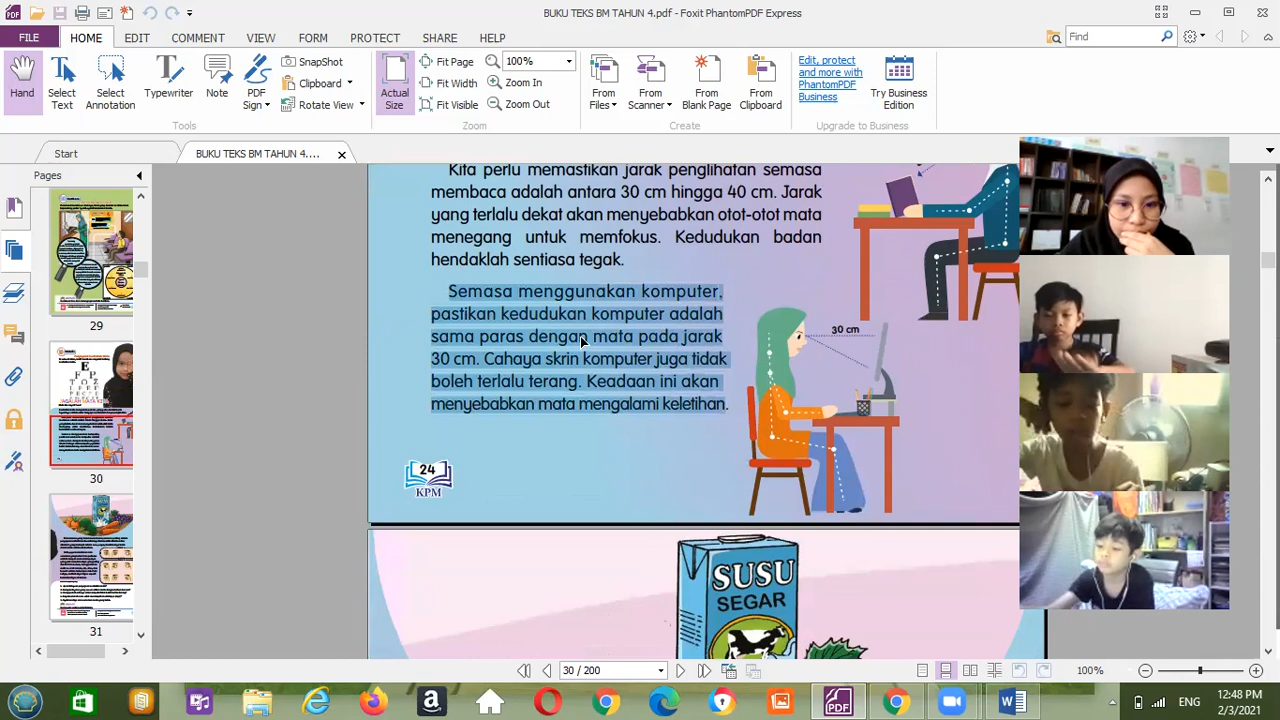 BUKU TEKS BM TAHUN 4.pdf - Foxit PhantomPDF Express
FILE HOME EDIT COMMENT VIEW FORM PROTECT SHARE HELP
Find
Hand
Select Text
Select Annotation
Typewriter
Note
PDF Sign
SnapShot
Clipboard
Rotate View
Tools
Actual Size
Fit Page
Fit Width
Fit Visible
100%
Zoom In
Zoom Out
Zoom
From Files
From Scanner
From Blank Page
From Clipboard
Create
Edit, protect
and more with
PhantomPDF
Business
Try Business Edition
Upgrade to Business
Start
BUKU TEKS BM TAHUN 4....
Pages
29
30
31
Kita perlu memastikan jarak penglihatan semasa
membaca adalah antara 30 cm hingga 40 cm. Jarak
yang terlalu dekat akan menyebabkan otot-otot mata
menegang untuk memfokus. Kedudukan badan
hendaklah sentiasa tegak.
Semasa menggunakan komputer,
pastikan kedudukan komputer adalah
sama paras dengan mata pada jarak
30 cm. Cahaya skrin komputer juga tidak
boleh terlalu terang. Keadaan ini akan
menyebabkan mata mengalami keletihan.
30 cm
24
KPM
SUSU
SEGAR
30 / 200
100%
ENG
12:48 PM
2/3/2021